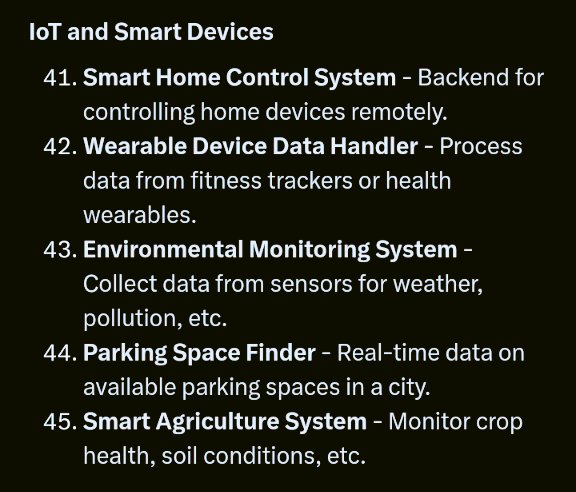 IoT and Smart Devices
41. Smart Home Control System - Backend for
controlling home devices remotely.
42. Wearable Device Data Handler - Process
data from fitness trackers or health
wearables.
43. Environmental Monitoring System -
Collect data from sensors for weather,
pollution, etc.
44. Parking Space Finder - Real-time data on
available parking spaces in a city.
45. Smart Agriculture System - Monitor crop
health, soil conditions, etc.